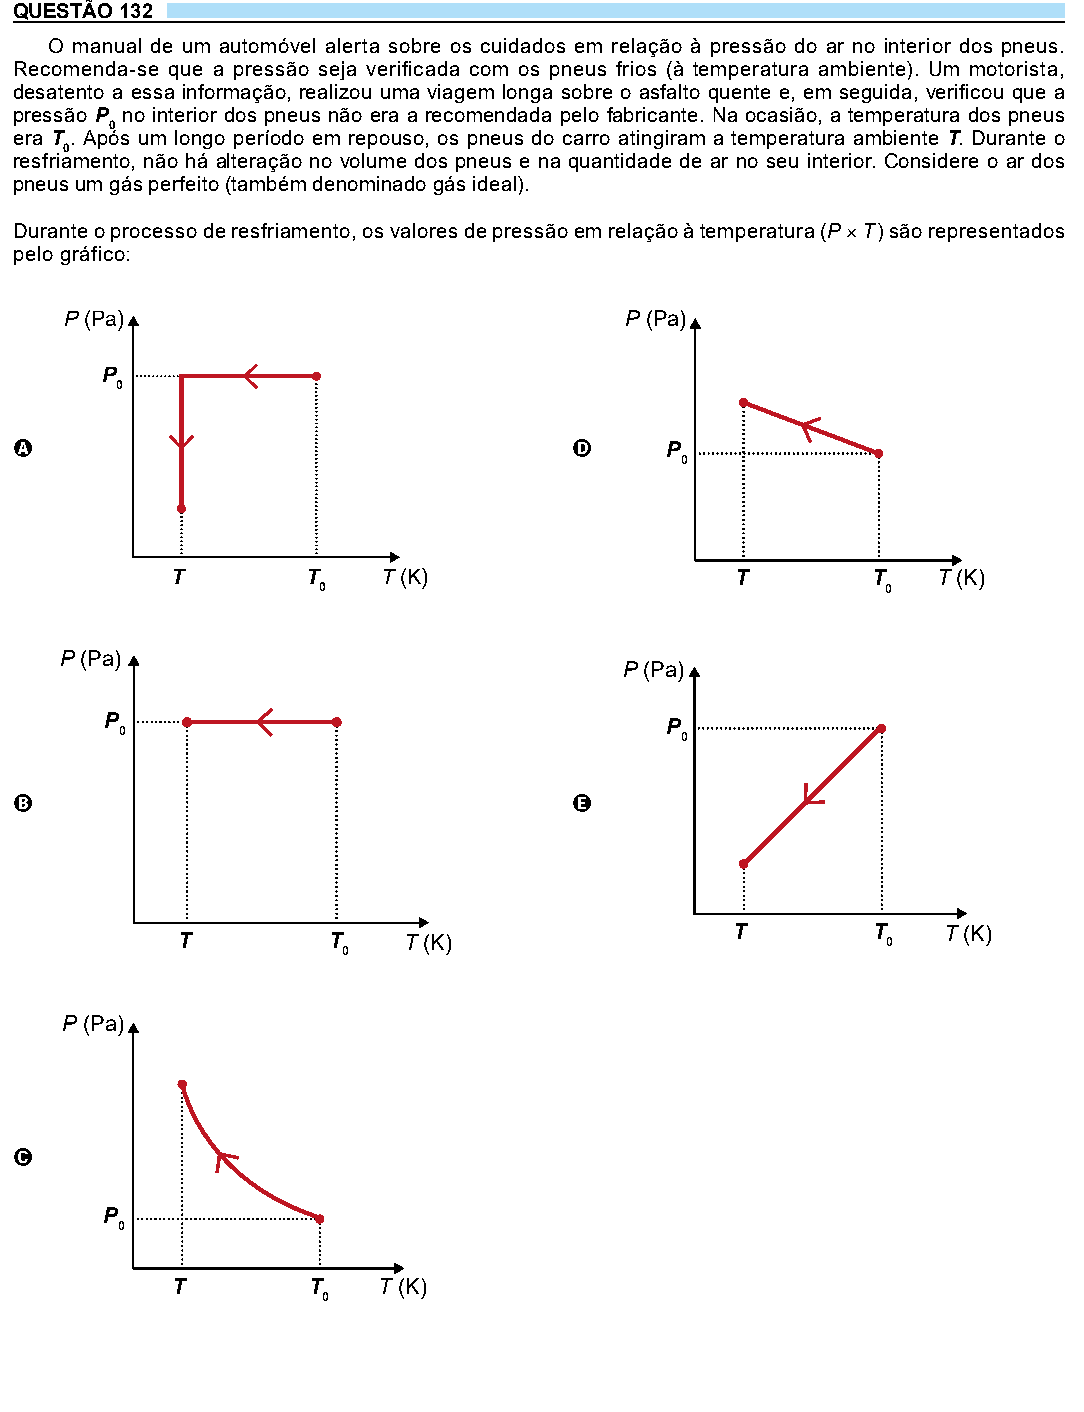 QUESTÃO 132
O manual de um automóvel alerta sobre os cuidados em relação à pressão do ar no interior dos pneus.
Recomenda-se que a pressão seja verificada com os pneus frios (à temperatura ambiente). Um motorista,
desatento a essa informação, realizou uma viagem longa sobre o asfalto quente e, em seguida, verificou que a
pressão P0 no interior dos pneus não era a recomendada pelo fabricante. Na ocasião, a temperatura dos pneus
era T0. Após um longo período em repouso, os pneus do carro atingiram a temperatura ambiente T. Durante o
resfriamento, não há alteração no volume dos pneus e na quantidade de ar no seu interior. Considere o ar dos
pneus um gás perfeito (também denominado gás ideal).
Durante o processo de resfriamento, os valores de pressão em relação à temperatura (P × T) são representados
pelo gráfico:
A
P (Pa)
P0
T T0 T (K)
B
P (Pa)
P0
T T0 T (K)
C
P (Pa)
P0
T T0 T (K)
D
P (Pa)
P0
T T0 T (K)
E
P (Pa)
P0
T T0 T (K)